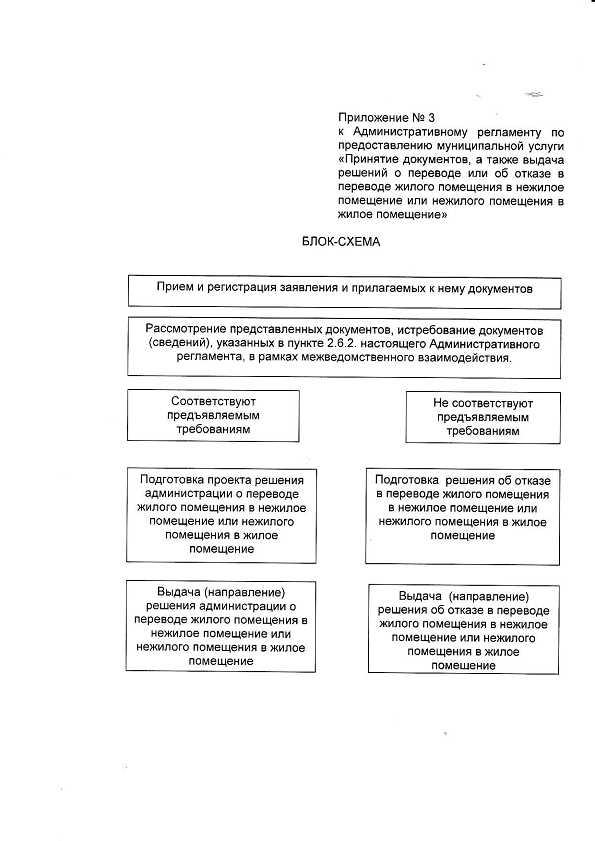 Приложение № 3
к Административному регламенту по
предоставлению муниципальной услуги
«Принятие документов, а также выдача
решений о переводе или об отказе в
переводе жилого помещения в нежилое
помещение или нежилого помещения в
жилое помещение»
БЛОК-СХЕМА
Прием и регистрация заявления и прилагаемых к нему документов
Рассмотрение представленных документов, истребование документов
(сведений), указанных в пункте 2.6.2. настоящего Административного
регламента, в рамках межведомственного взаимодействия.
Соответствуют
предъявляемым
требованиям
Не соответствуют
предъявляемым
требованиям
Подготовка проекта решения
администрации о переводе
жилого помещения в нежилое
помещение или нежилого
помещения в жилое
помещение
Подготовка решения об отказе
в переводе жилого помещения
в нежилое помещение или
нежилого помещения в жилое
помещение
Выдача (направление)
решения администрации о
переводе жилого помещения в
нежилое помещение или
нежилого помещения в жилое
помещение
Выдача (направление)
решения об отказе в переводе
жилого помещения в нежилое
помещение или нежилого
помещения в жилое
помещение